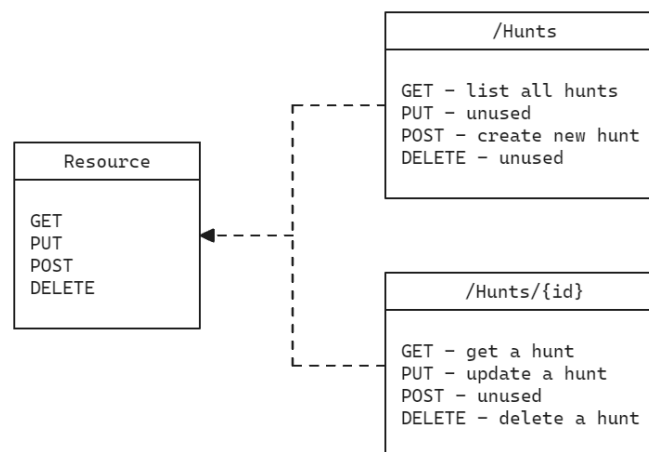 Resource
GET
PUT
POST
DELETE
/Hunts
GET – list all hunts
PUT – unused
POST – create new hunt
DELETE – unused
/Hunts/{id}
GET – get a hunt
PUT – update a hunt
POST – unused
DELETE – delete a hunt